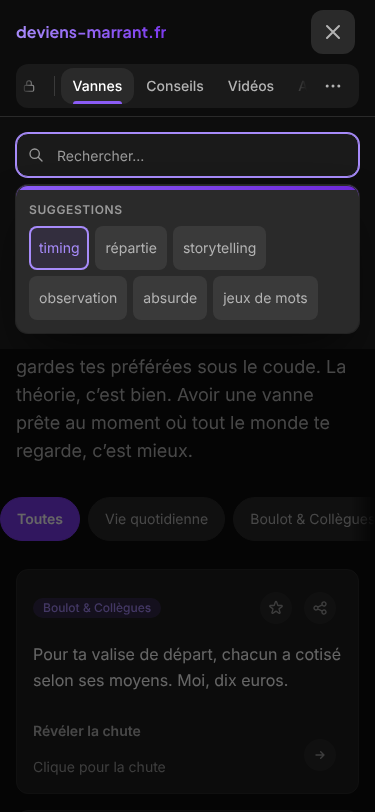 deviens-marrant.fr
Vannes Conseils Vidéos
Rechercher...
SUGGESTIONS
timing répartie storytelling
observation absurde jeux de mots
gardes tes préférées sous le coude. La
théorie, c'est bien. Avoir une vanne
prête au moment où tout le monde te
regarde, c'est mieux.
Toutes Vie quotidienne Boulot & Collègues
Boulot & Collègues
Pour ta valise de départ, chacun a cotisé
selon ses moyens. Moi, dix euros.
Révéler la chute
Clique pour la chute